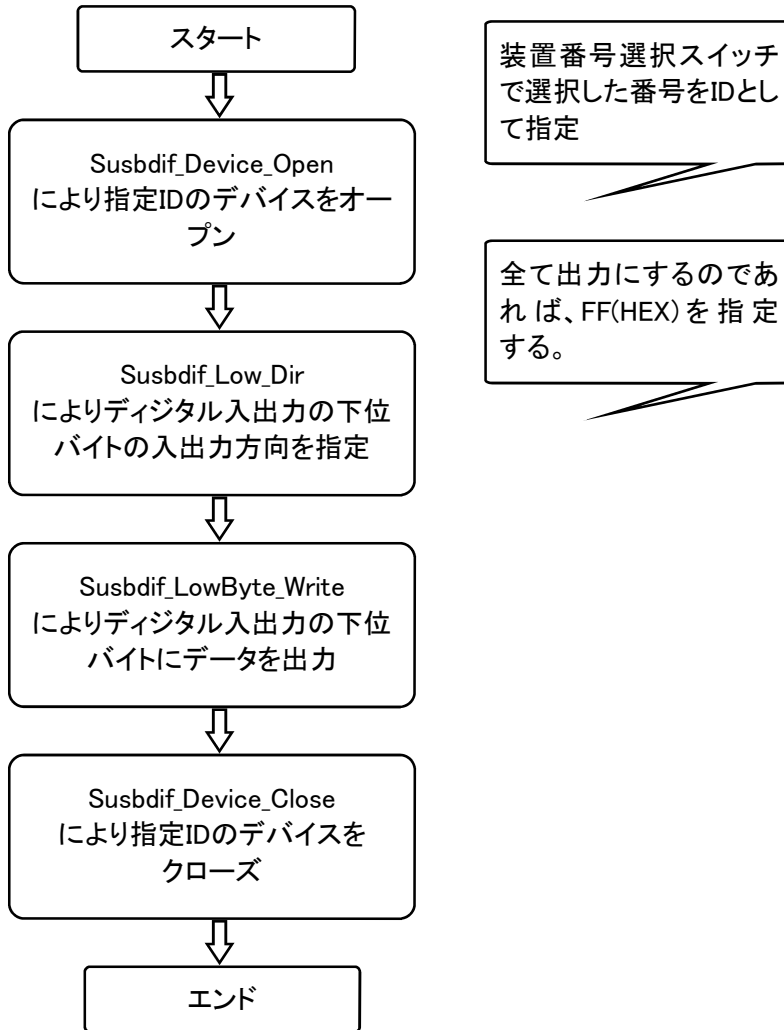 スタート
装置番号選択スイッチ
で選択した番号をIDとし
て指定
Susbdif_Device_Open
により指定IDのデバイスをオー
プン
全て出力にするのであ
れば、FF(HEX)を指定
する。
Susbdif_Low_Dir
によりディジタル入出力の下位
バイトの入出力方向を指定
Susbdif_LowByte_Write
によりディジタル入出力の下位
バイトにデータを出力
Susbdif_Device_Close
により指定IDのデバイスを
クローズ
エンド